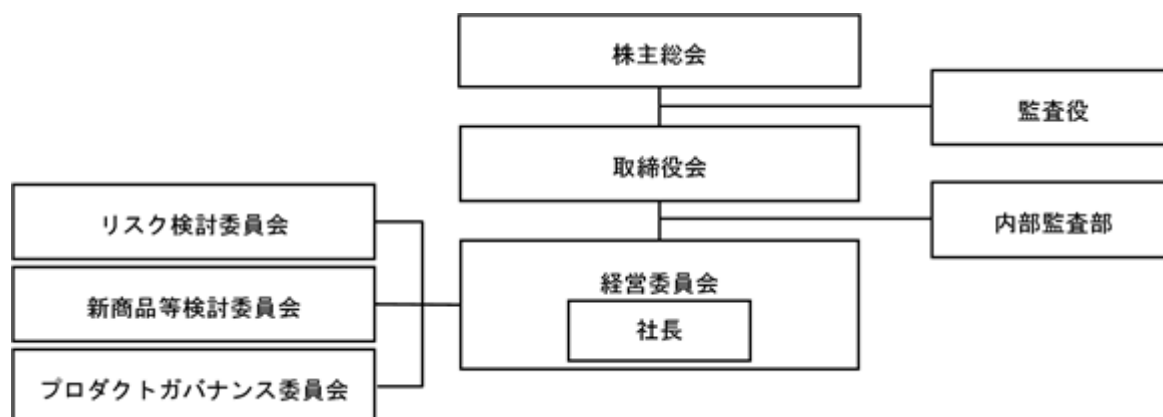 株主総会
監査役
取締役会
リスク検討委員会
内部監査部
新商品等検討委員会
経営委員会
社長
プロダクトガバナンス委員会